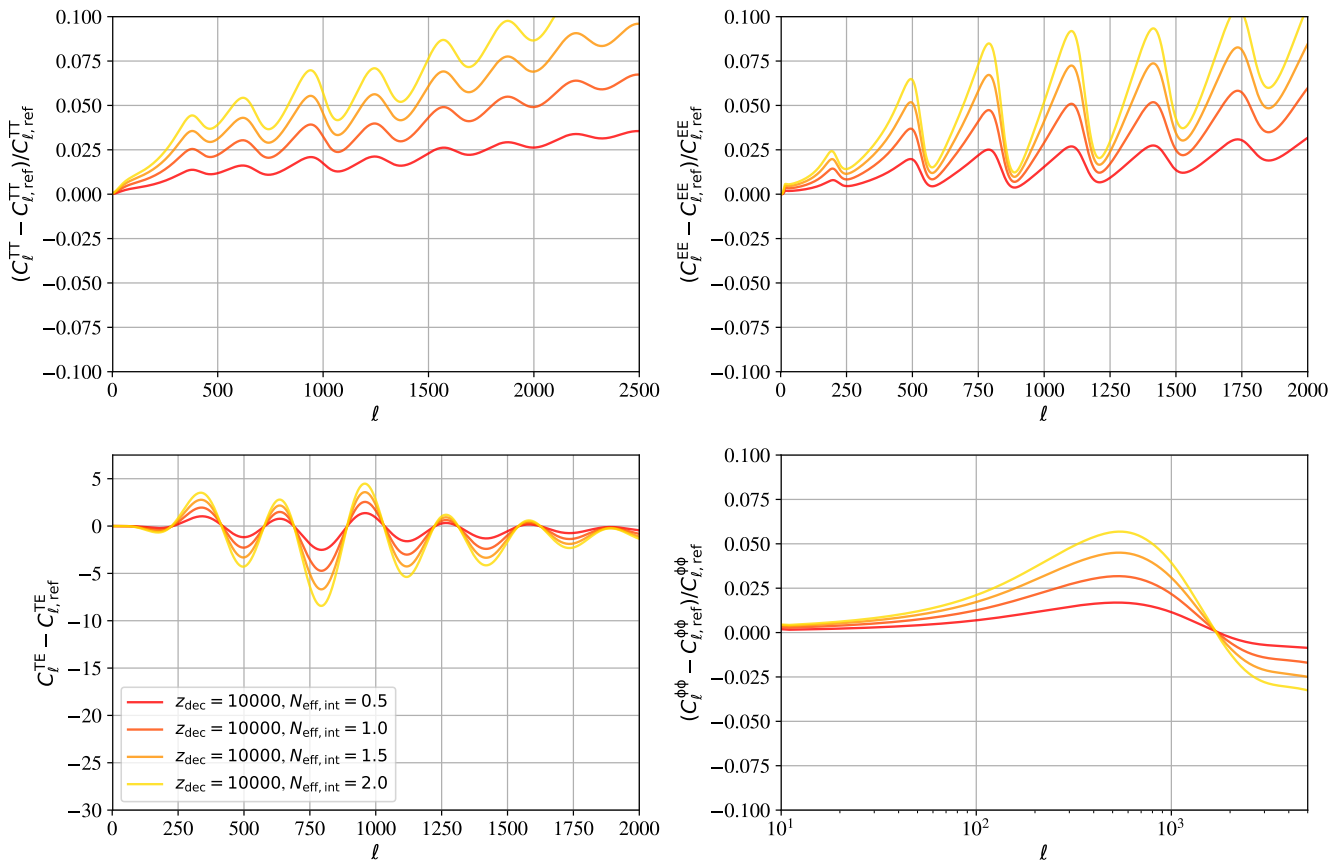 0.100
0.075
0.050
0.025
0.000
−0.025
−0.050
−0.075
−0.100
(C_ℓ^TT − C_ℓ,ref^TT)/C_ℓ,ref^TT
0 500 1000 1500 2000 2500
ℓ
0.100
0.075
0.050
0.025
0.000
−0.025
−0.050
−0.075
−0.100
(C_ℓ^EE − C_ℓ,ref^EE)/C_ℓ,ref^EE
0 250 500 750 1000 1250 1500 1750 2000
ℓ
5
0
−5
−10
−15
−20
−25
−30
C_ℓ^TE − C_ℓ,ref^TE
z_dec = 10000, N_eff,int = 0.5
z_dec = 10000, N_eff,int = 1.0
z_dec = 10000, N_eff,int = 1.5
z_dec = 10000, N_eff,int = 2.0
0 250 500 750 1000 1250 1500 1750 2000
ℓ
0.100
0.075
0.050
0.025
0.000
−0.025
−0.050
−0.075
−0.100
(C_ℓ^ϕϕ − C_ℓ,ref^ϕϕ)/C_ℓ,ref^ϕϕ
10^1 10^2 10^3
ℓ